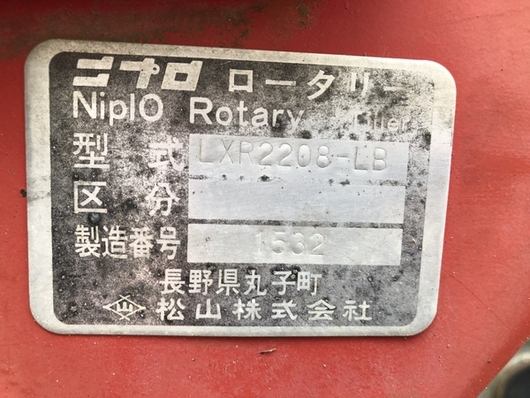 ニプロ ロータリー
NiplO Rotary Tiller
型式 LXR2208-LB
区分
製造番号 1532
長野県丸子町
松山株式会社